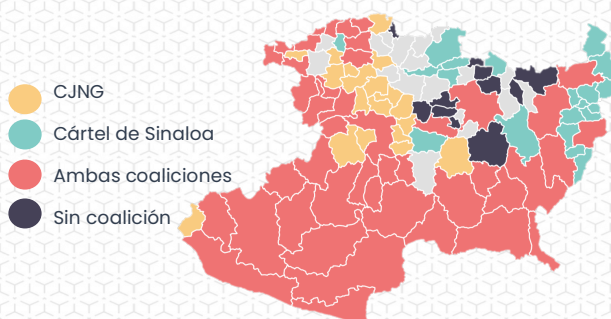 CJNG
Cártel de Sinaloa
Ambas coaliciones
Sin coalición